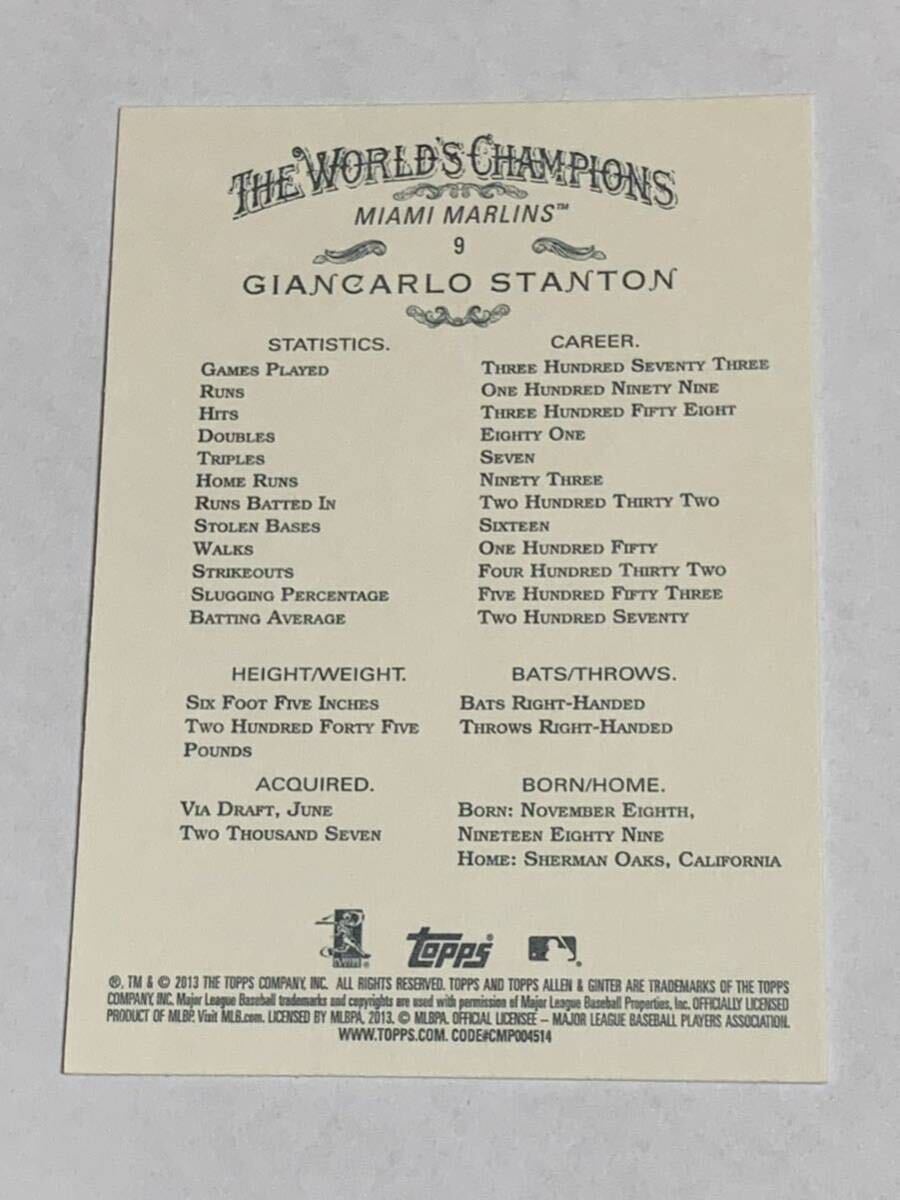 THE WORLD'S CHAMPIONS
MIAMI MARLINS™
9
GIANCARLO STANTON
STATISTICS. CAREER.
GAMES PLAYED THREE HUNDRED SEVENTY THREE
RUNS ONE HUNDRED NINETY NINE
HITS THREE HUNDRED FIFTY EIGHT
DOUBLES EIGHTY ONE
TRIPLES SEVEN
HOME RUNS NINETY THREE
RUNS BATTED IN TWO HUNDRED THIRTY TWO
STOLEN BASES SIXTEEN
WALKS ONE HUNDRED FIFTY
STRIKEOUTS FOUR HUNDRED THIRTY TWO
SLUGGING PERCENTAGE FIVE HUNDRED FIFTY THREE
BATTING AVERAGE TWO HUNDRED SEVENTY
HEIGHT/WEIGHT.
SIX FOOT FIVE INCHES
TWO HUNDRED FORTY FIVE
POUNDS
BATS/THROWS.
BATS RIGHT-HANDED
THROWS RIGHT-HANDED
ACQUIRED.
VIA DRAFT, JUNE
TWO THOUSAND SEVEN
BORN/HOME.
BORN: NOVEMBER EIGHTH,
NINETEEN EIGHTY NINE
HOME: SHERMAN OAKS, CALIFORNIA
topps®
®, TM & © 2013 THE TOPPS COMPANY, INC. ALL RIGHTS RESERVED. TOPPS AND TOPPS ALLEN & GINTER ARE TRADEMARKS OF THE TOPPS
COMPANY, INC. Major League Baseball trademarks and copyrights are used with permission of Major League Baseball Properties, Inc. OFFICIALLY LICENSED
PRODUCT OF MLBP. Visit MLB.com. LICENSED BY MLBPA, 2013. © MLBPA. OFFICIAL LICENSEE – MAJOR LEAGUE BASEBALL PLAYERS ASSOCIATION.
WWW.TOPPS.COM. CODE#CMP004514